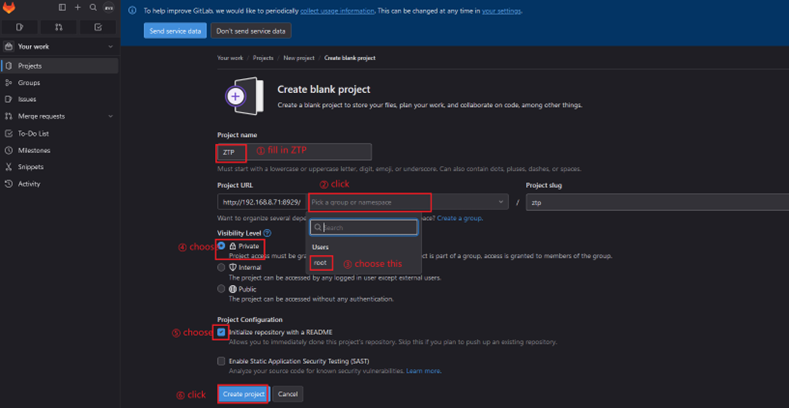 To help improve GitLab, we would like to periodically collect usage information. This can be changed at any time in your settings.
Send service data
Don't send service data
Your work
Projects
Groups
Issues
Merge requests
To-Do List
Milestones
Snippets
Activity
Your work / Projects / New project / Create blank project
Create blank project
Create a blank project to store your files, plan your work, and collaborate on code, among other things.
Project name
ZTP
① fill in ZTP
Must start with a lowercase or uppercase letter, digit, emoji, or underscore. Can also contain dots, pluses, dashes, or spaces.
② click
Project URL
Project slug
http://192.168.8.71:8929/
Pick a group or namespace
/
ztp
Want to organize several depe
ace? Create a group.
Search
Users
root
③ choose this
Visibility Level
④ choos
Private
Project access must be gra
ct is part of a group, access is granted to members of the group.
Internal
The project can be accessed by any logged in user except external users.
Public
The project can be accessed without any authentication.
Project Configuration
⑤ choose
Initialize repository with a README
Allows you to immediately clone this project's repository. Skip this if you plan to push up an existing repository.
Enable Static Application Security Testing (SAST)
Analyze your source code for known security vulnerabilities. Learn more.
⑥ click
Create project
Cancel